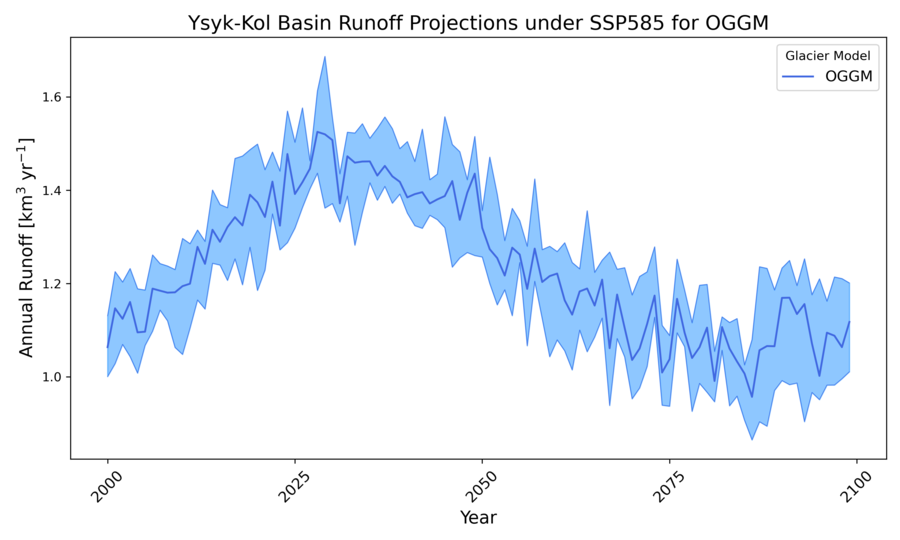 Ysyk-Kol Basin Runoff Projections under SSP585 for OGGM
Glacier Model
OGGM
Annual Runoff [km³ yr⁻¹]
1.6
1.4
1.2
1.0
2000
2025
2050
2075
2100
Year